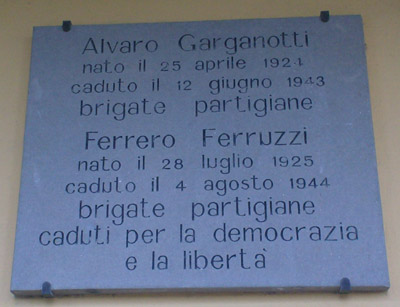 Alvaro Garganotti
nato il 25 aprile 1924
caduto il 12 giugno 1943
brigate partigiane
Ferrero Ferruzzi
nato il 28 luglio 1925
caduto il 4 agosto 1944
brigate partigiane
caduti per la democrazia
e la libertà